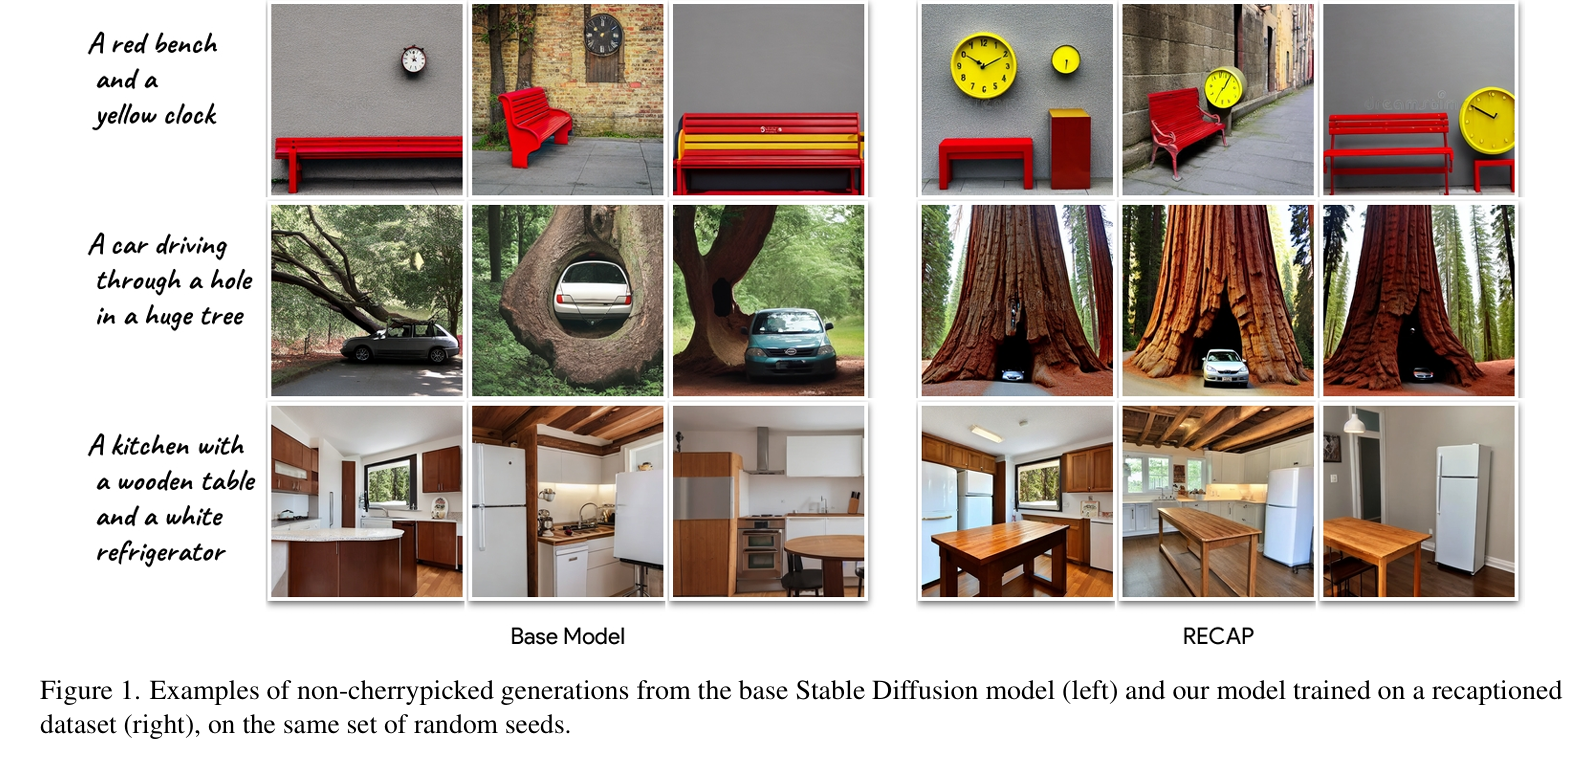 A red bench
and a
yellow clock
A car driving
through a hole
in a huge tree
A kitchen with
a wooden table
and a white
refrigerator
Base Model
RECAP
Figure 1. Examples of non-cherrypicked generations from the base Stable Diffusion model (left) and our model trained on a recaptioned
dataset (right), on the same set of random seeds.